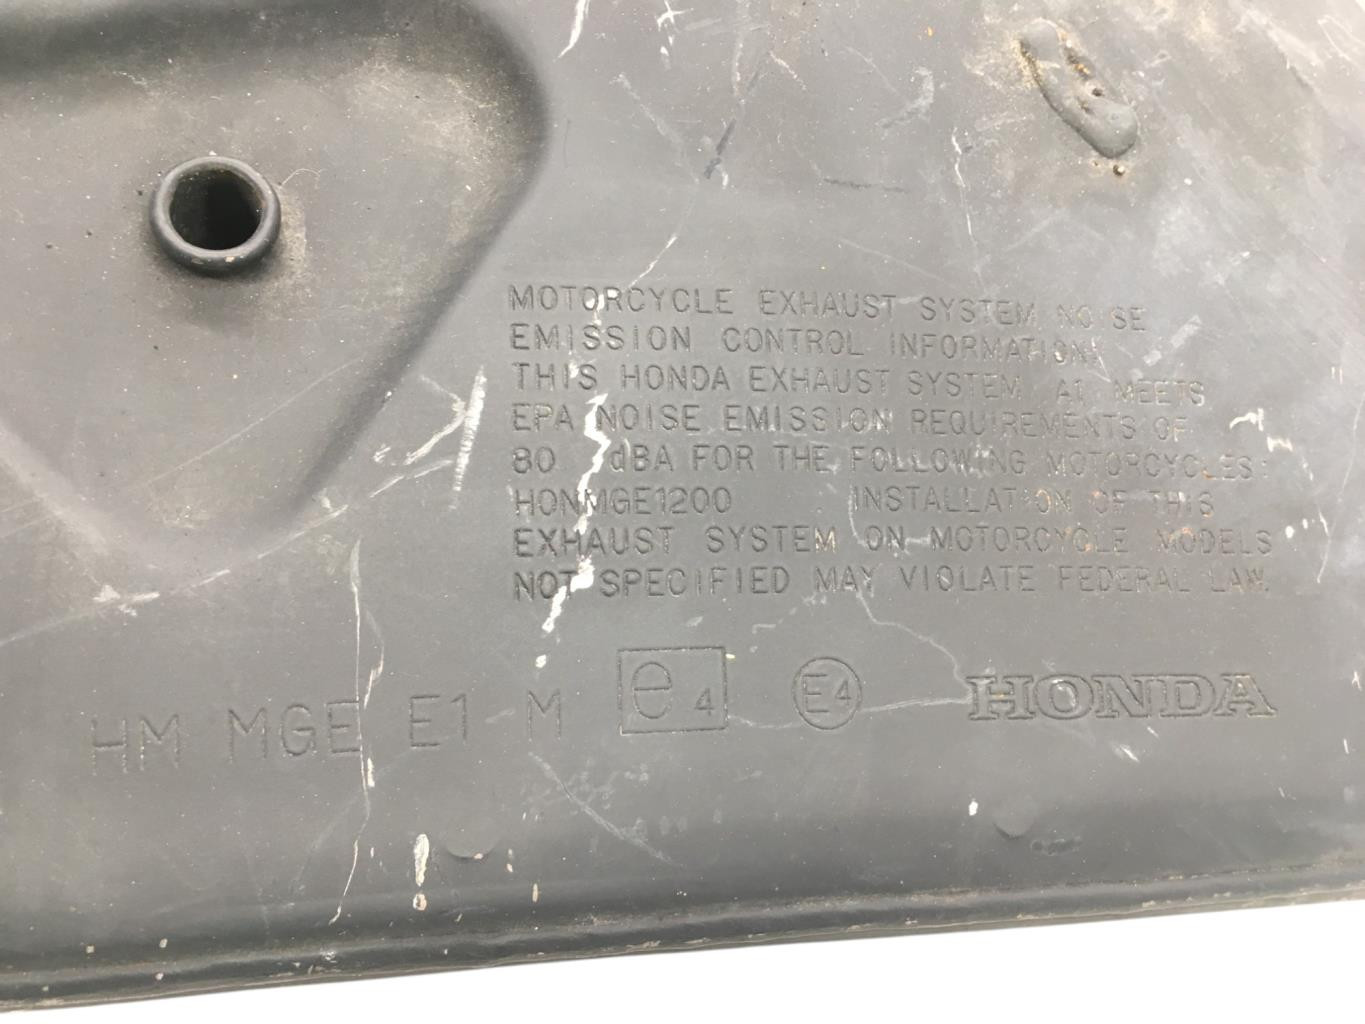 MOTORCYCLE EXHAUST SYSTEM NOISE
EMISSION CONTROL INFORMATION
THIS HONDA EXHAUST SYSTEM A1 MEETS
EPA NOISE EMISSION REQUIREMENTS OF
80 dBA FOR THE FOLLOWING MOTORCYCLES:
HONMGE1200 INSTALLATION OF THIS
EXHAUST SYSTEM ON MOTORCYCLE MODELS
NOT SPECIFIED MAY VIOLATE FEDERAL LAW.
HM MGE E1 M e4 E4 HONDA